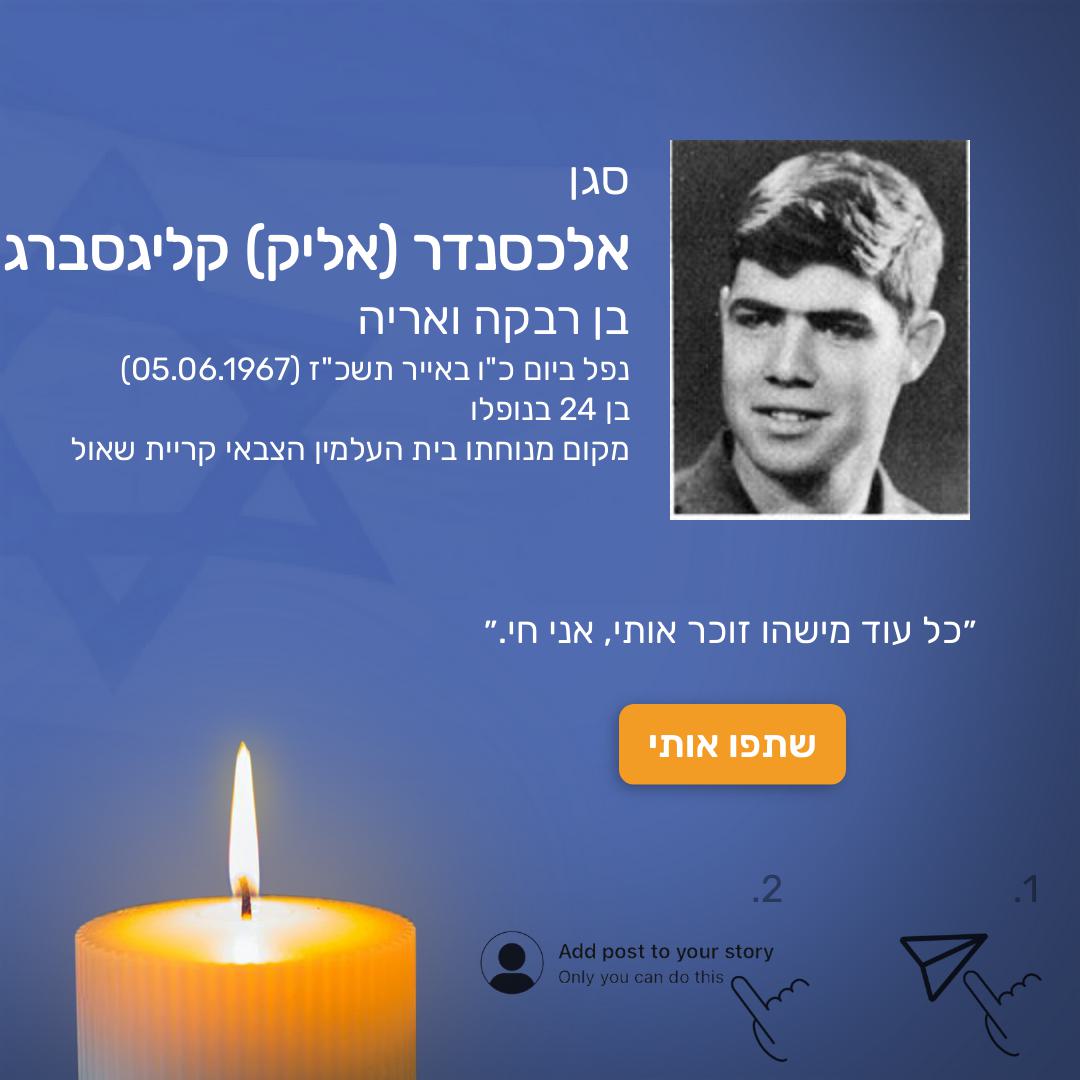 סגן
אלכסנדר (אליק) קליגסברג
בן רבקה ואריה
נפל ביום כ"ו באייר תשכ"ז (05.06.1967)
בן 24 בנופלו
מקום מנוחתו בית העלמין הצבאי קריית שאול
״כל עוד מישהו זוכר אותי, אני חי.״
שתפו אותי
1.
2.
Add post to your story
Only you can do this